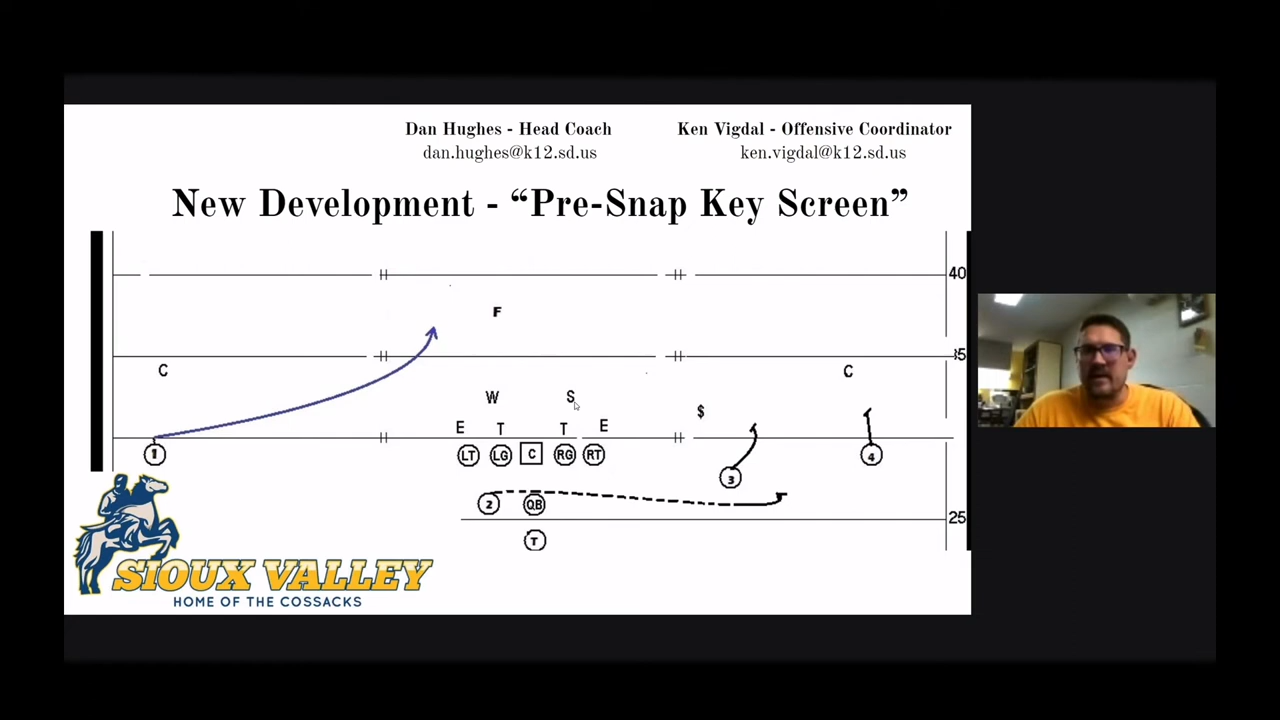 Dan Hughes - Head Coach
dan.hughes@k12.sd.us
Ken Vigdal - Offensive Coordinator
ken.vigdal@k12.sd.us
New Development - “Pre-Snap Key Screen”
40
F
35
C
C
W
S
$
E
T
T
E
1
LT
LG
C
RG
RT
4
3
2
QB
25
T
SIOUX VALLEY
HOME OF THE COSSACKS